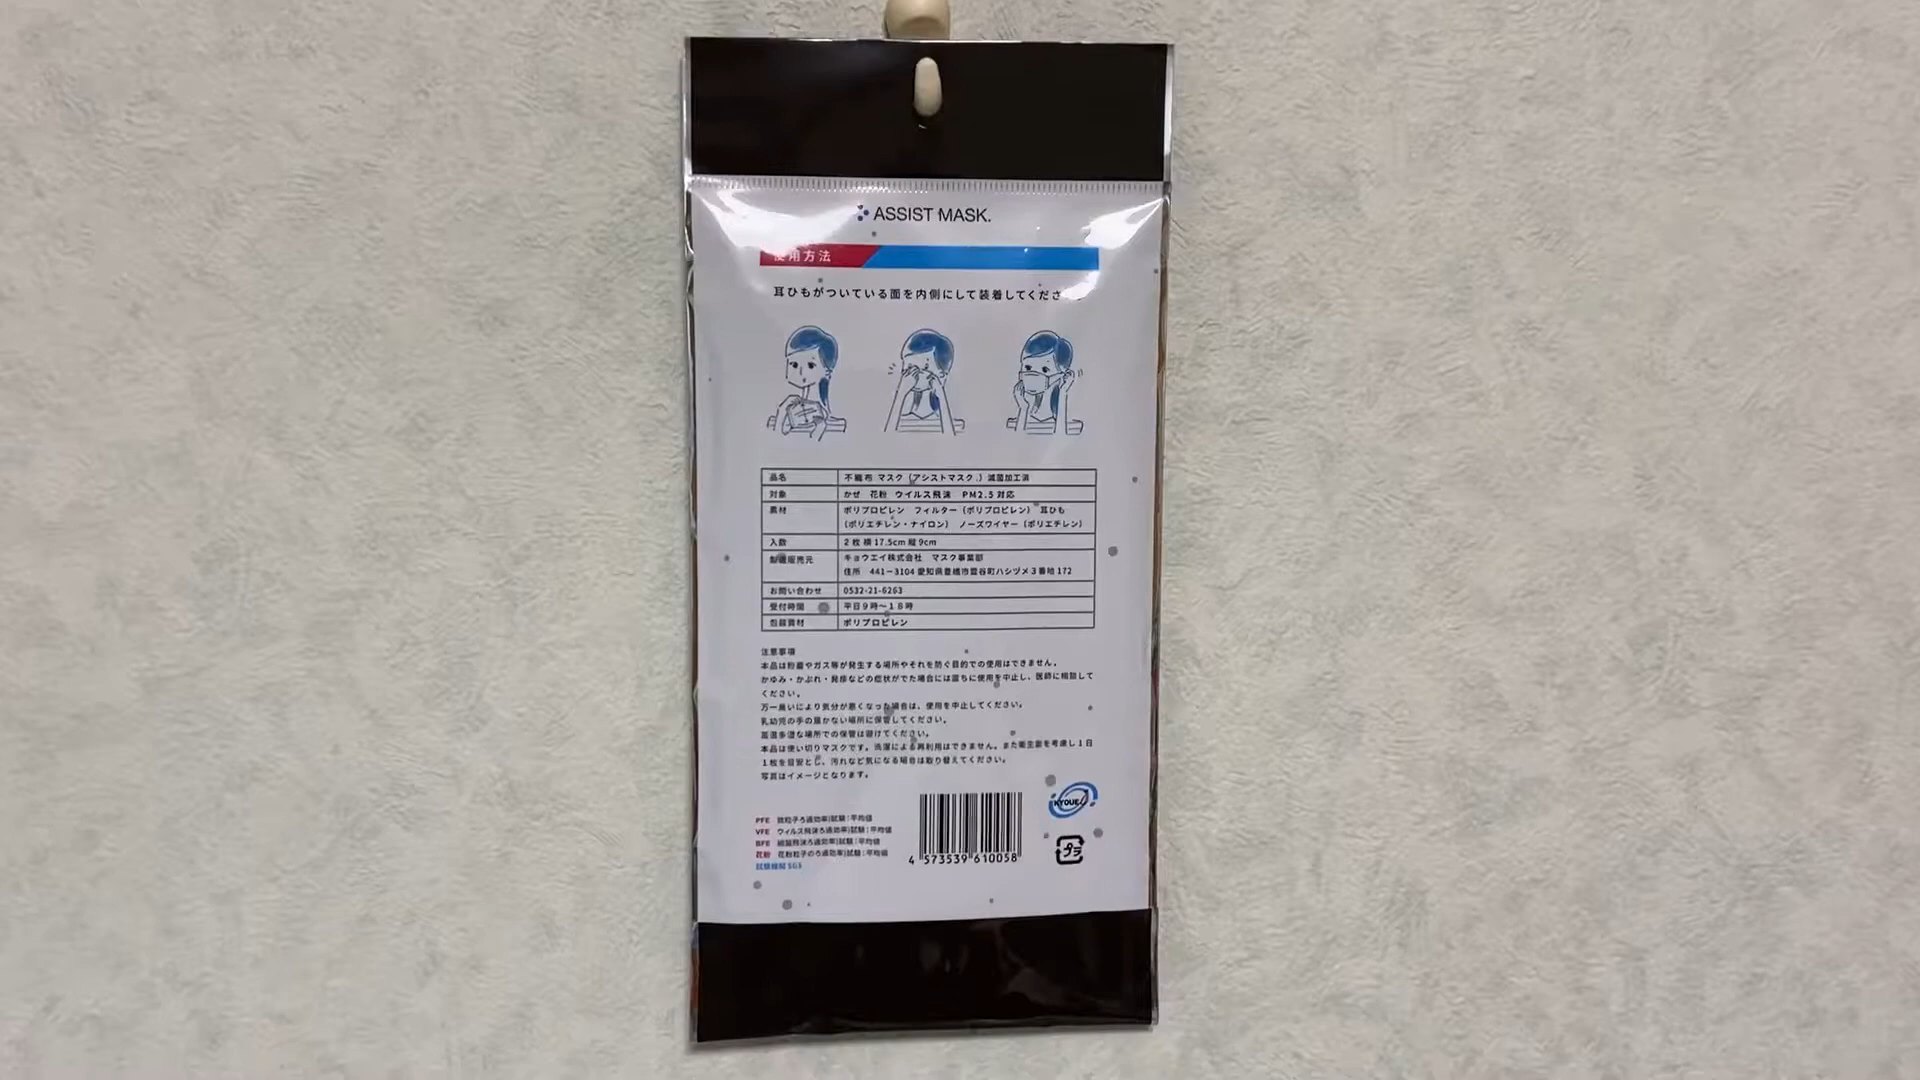 ASSIST MASK.
使用方法
耳ひもがついている面を内側にして装着してくださ
品名 不織布 マスク（アシストマスク.）滅菌加工済
対象 かぜ 花粉 ウイルス飛沫 PM2.5対応
素材 ポリプロピレン フィルター（ポリプロピレン） 耳ひも
（ポリエチレン・ナイロン） ノーズワイヤー（ポリエチレン）
入数 2枚 横17.5cm 縦9cm
製造販売元 キョウエイ株式会社 マスク事業部
住所 441−3104 愛知県豊橋市雲谷町ハシヅメ3番地172
お問い合わせ 0532-21-6263
受付時間 平日9時〜18時
包装資材 ポリプロピレン
注意事項
本品は粉塵やガス等が発生する場所やそれを防ぐ目的での使用はできません。
かゆみ・かぶれ・発疹などの症状がでた場合には直ちに使用を中止し、医師に相談して
ください。
万一臭いにより気分が悪くなった場合は、使用を中止してください。
乳幼児の手の届かない場所に保管してください。
高温多湿な場所での保管は避けてください。
本品は使い切りマスクです。洗濯による再利用はできません。また衛生面を考慮し1日
1枚を目安とし、汚れなど気になる場合は取り替えてください。
写真はイメージとなります。
PFE 微粒子ろ過効率)試験：平均値
VFE ウィルス飛沫ろ過効率)試験：平均値
BFE 細菌飛沫ろ過効率)試験：平均値
花粉 花粉粒子のろ過効率)試験：平均値
試験機関 SGS
4 573539 610058
KYOUEI
プラ